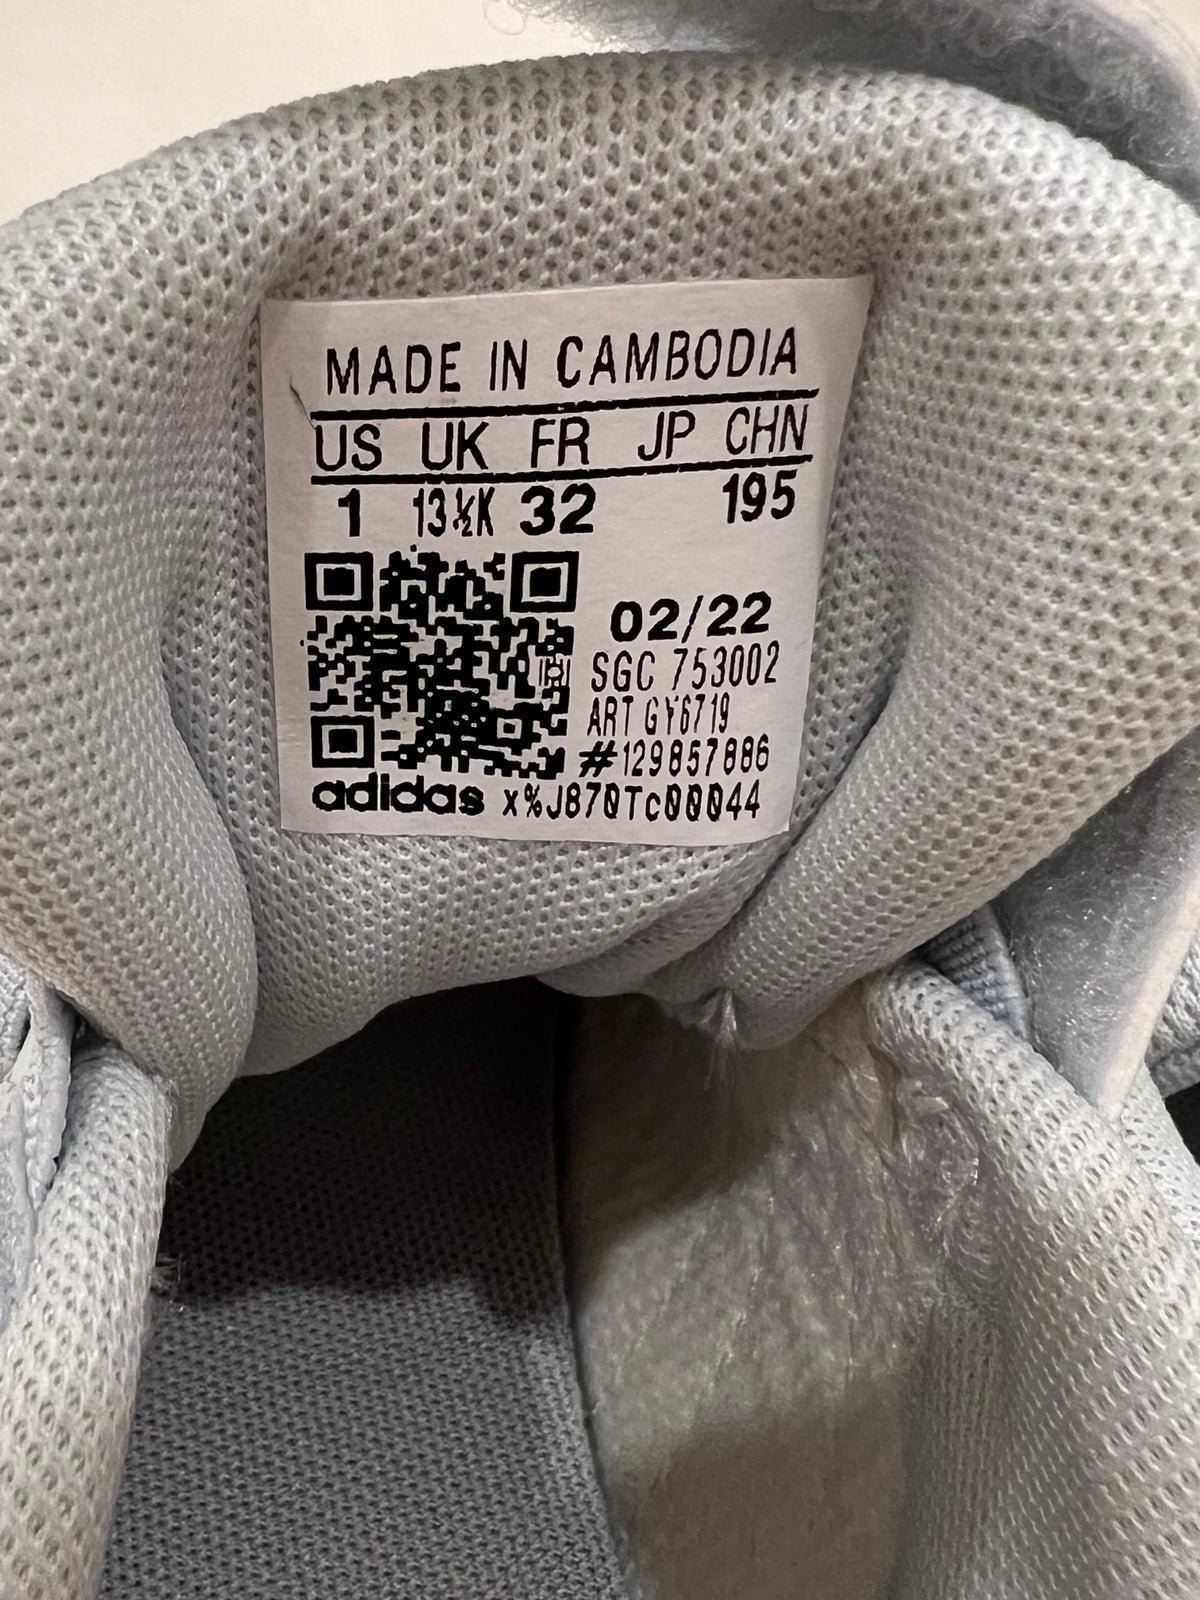 MADE IN CAMBODIA
US UK FR JP CHN
1 13½K 32 195
02/22
SGC 753002
ART GY6719
#129857886
adidas x%J870Tc00044